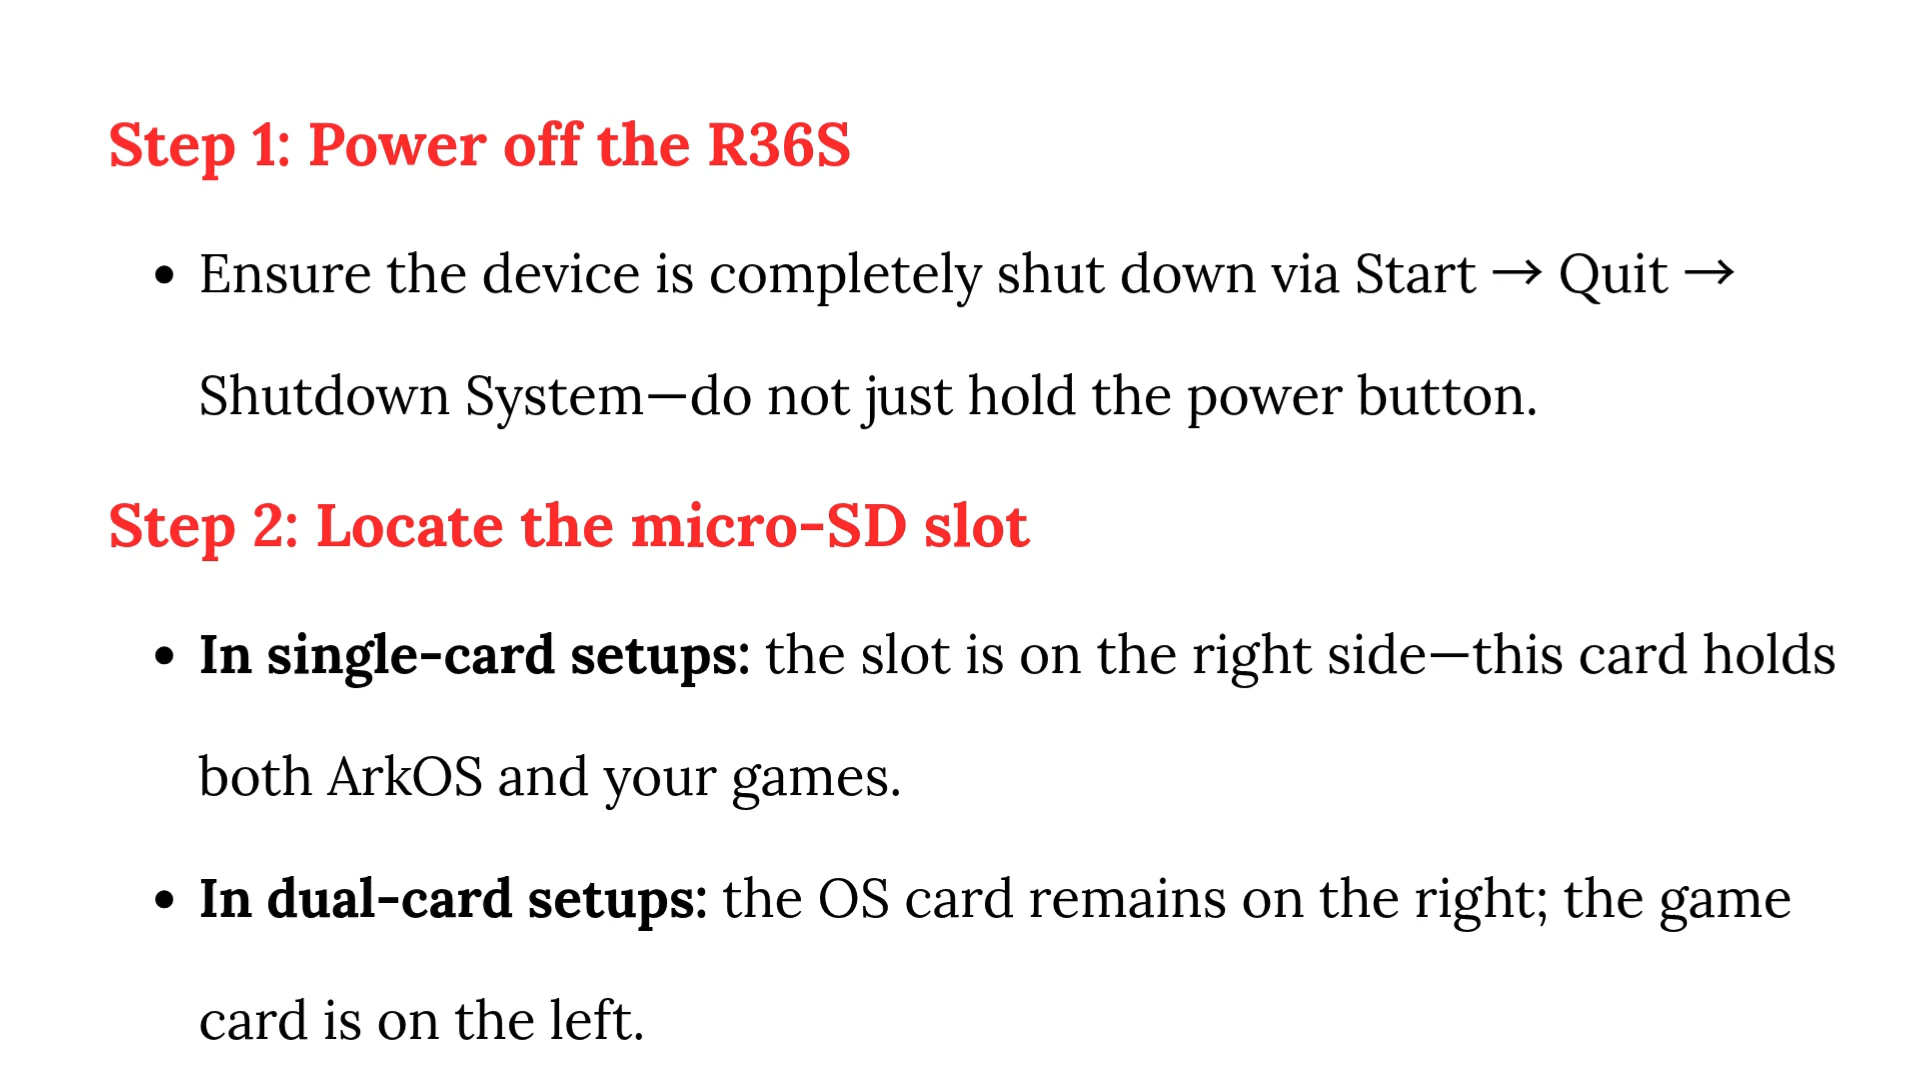 Step 1: Power off the R36S
• Ensure the device is completely shut down via Start → Quit →
Shutdown System—do not just hold the power button.
Step 2: Locate the micro-SD slot
• In single-card setups: the slot is on the right side—this card holds
both ArkOS and your games.
• In dual-card setups: the OS card remains on the right; the game
card is on the left.